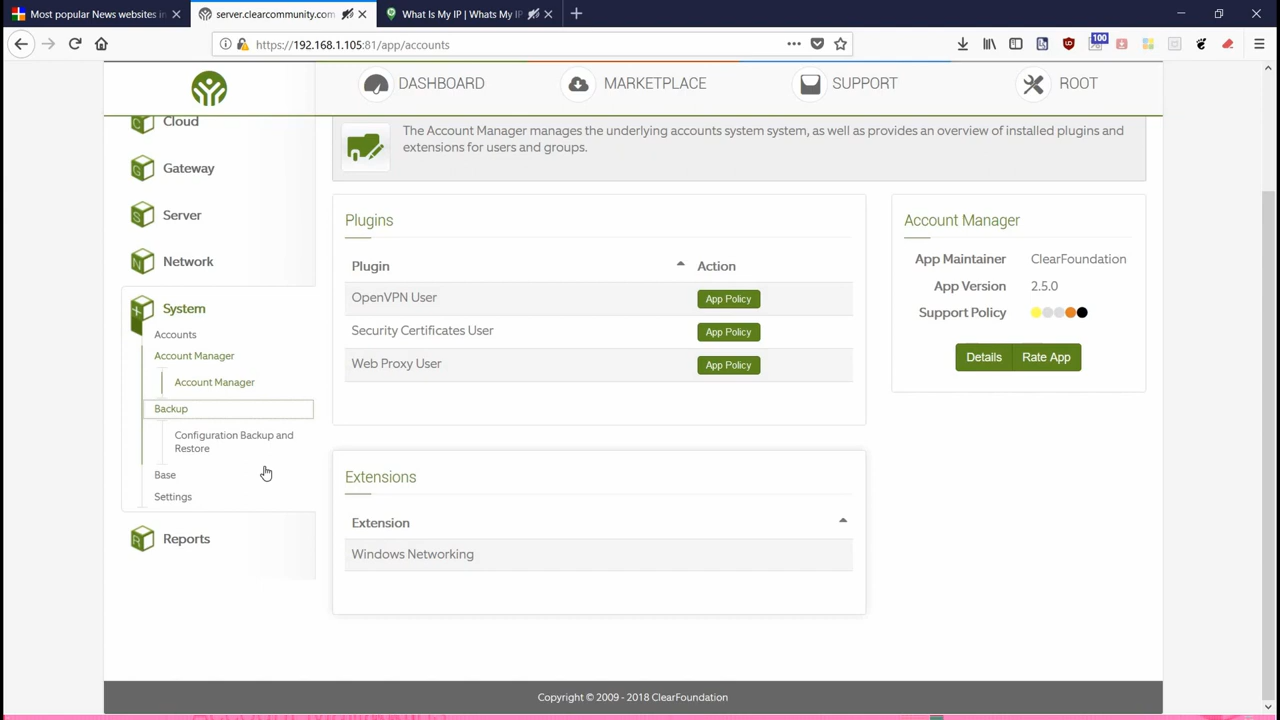 Most popular News websites in
server.clearcommunity.com
What Is My IP | Whats My IP
https://192.168.1.105:81/app/accounts
100
DASHBOARD
MARKETPLACE
SUPPORT
ROOT
Cloud
Gateway
Server
Network
System
Accounts
Account Manager
Account Manager
Backup
Configuration Backup and
Restore
Base
Settings
Reports
The Account Manager manages the underlying accounts system system, as well as provides an overview of installed plugins and
extensions for users and groups.
Plugins
Plugin
Action
OpenVPN User
App Policy
Security Certificates User
App Policy
Web Proxy User
App Policy
Extensions
Extension
Windows Networking
Account Manager
App Maintainer ClearFoundation
App Version 2.5.0
Support Policy
Details
Rate App
Copyright © 2009 - 2018 ClearFoundation